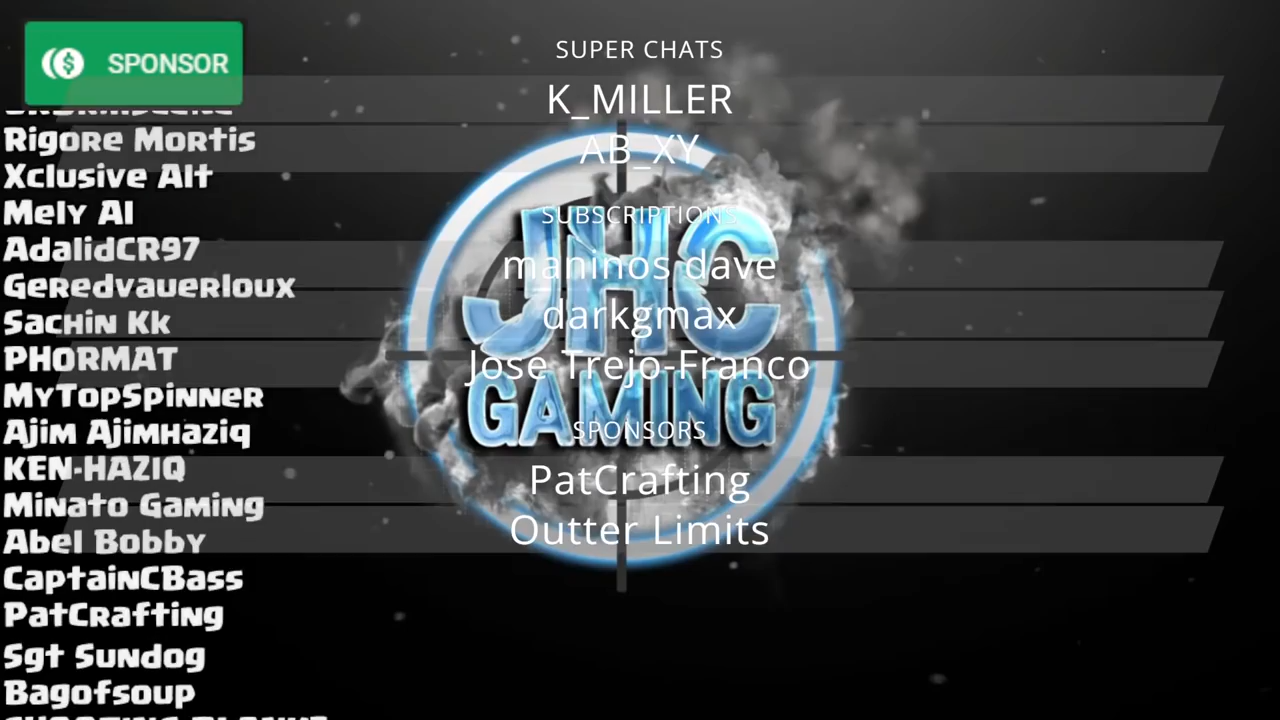 SPONSOR
Rigore Mortis
Xclusive Alt
Mely Al
AdalidCR97
Geredvauerloux
Sachin Kk
PHORMAT
MyTopSpinner
Ajim Ajimhaziq
KEN-HAZIQ
Minato Gaming
Abel Bobby
CaptainCBass
PatCrafting
Sgt Sundog
Bagofsoup
SUPER CHATS
K_MILLER
AB_XY
SUBSCRIPTIONS
maninos dave
darkgmax
Jose Trejo-Franco
SPONSORS
PatCrafting
Outter Limits
JHC
GAMING